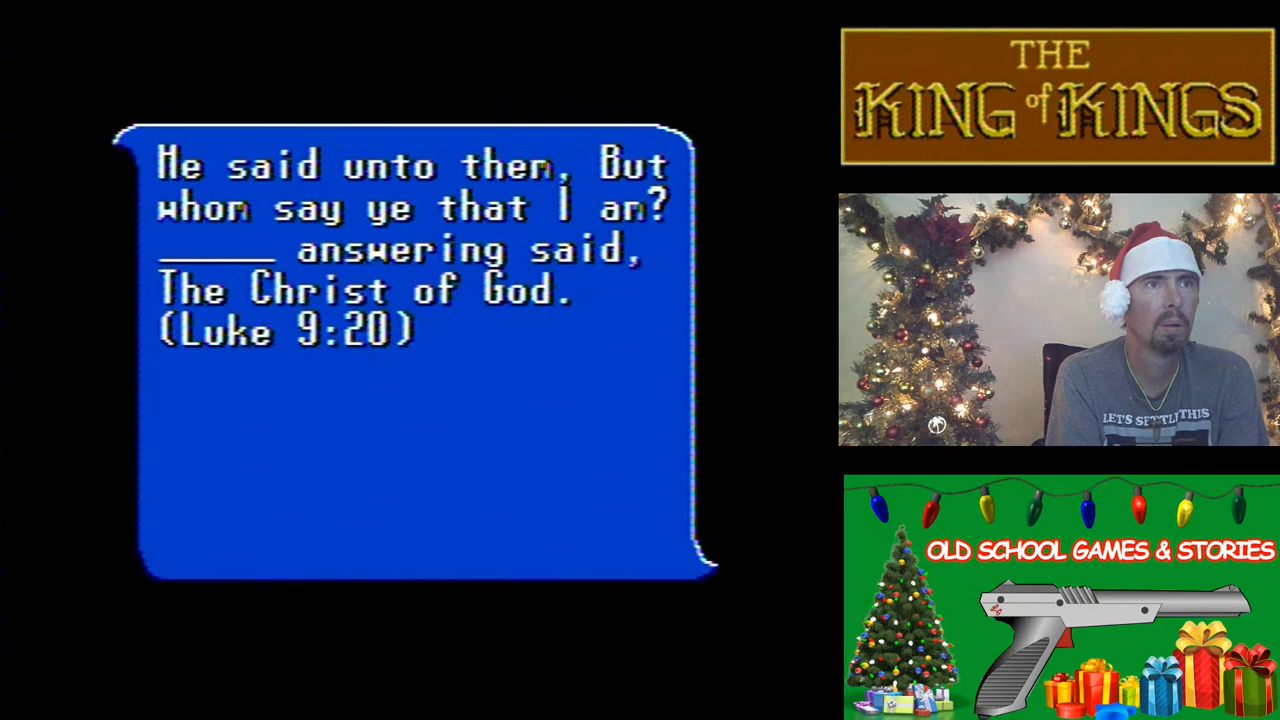 He said unto them, But
whom say ye that I am?
_____ answering said,
The Christ of God.
(Luke 9:20)
THE
KING of KINGS
LET'S SETTLE THIS
OLD SCHOOL GAMES & STORIES